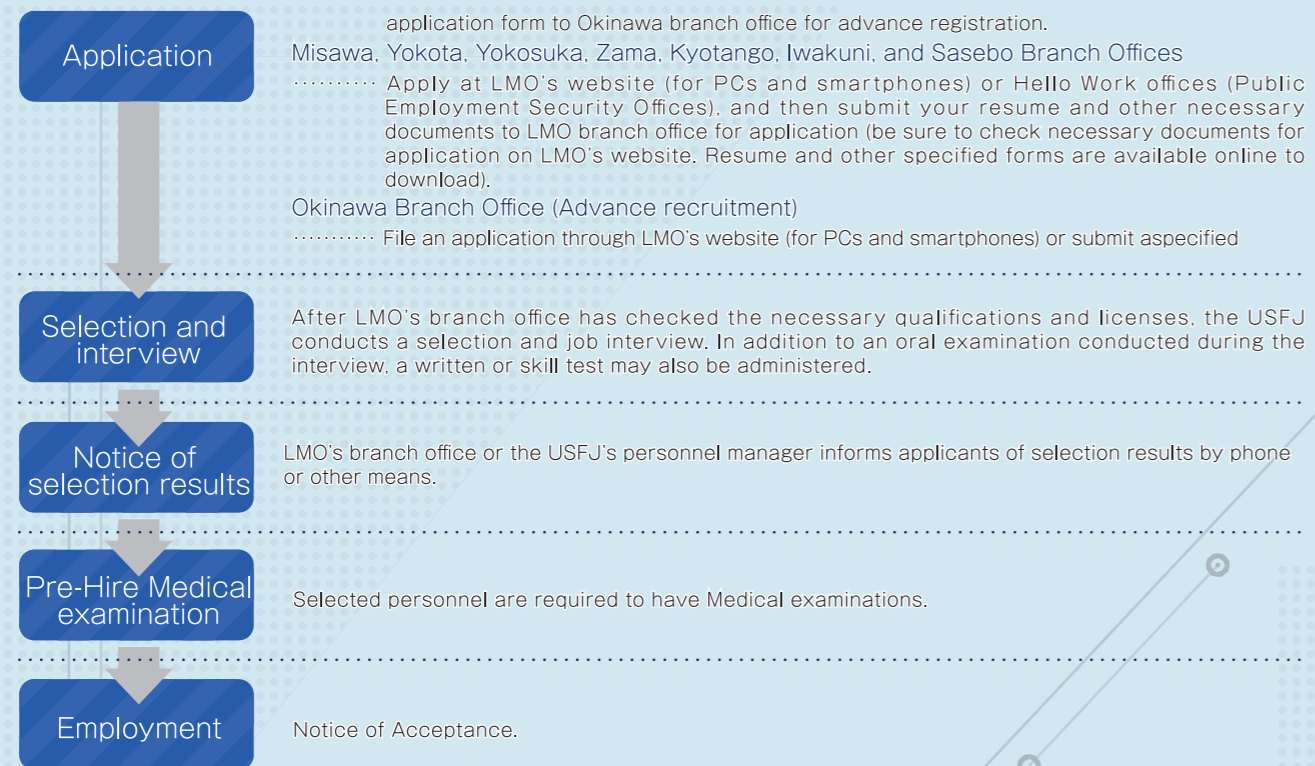 application form to Okinawa branch office for advance registration.
Application
Misawa, Yokota, Yokosuka, Zama, Kyotango, Iwakuni, and Sasebo Branch Offices
··········· Apply at LMO's website (for PCs and smartphones) or Hello Work offices (Public
Employment Security Offices), and then submit your resume and other necessary
documents to LMO branch office for application (be sure to check necessary documents for
application on LMO's website. Resume and other specified forms are available online to
download).
Okinawa Branch Office (Advance recruitment)
··········· File an application through LMO's website (for PCs and smartphones) or submit aspecified
Selection and
interview
After LMO's branch office has checked the necessary qualifications and licenses, the USFJ
conducts a selection and job interview. In addition to an oral examination conducted during the
interview, a written or skill test may also be administered.
Notice of
selection results
LMO's branch office or the USFJ's personnel manager informs applicants of selection results by phone
or other means.
Pre-Hire Medical
examination
Selected personnel are required to have Medical examinations.
Employment
Notice of Acceptance.